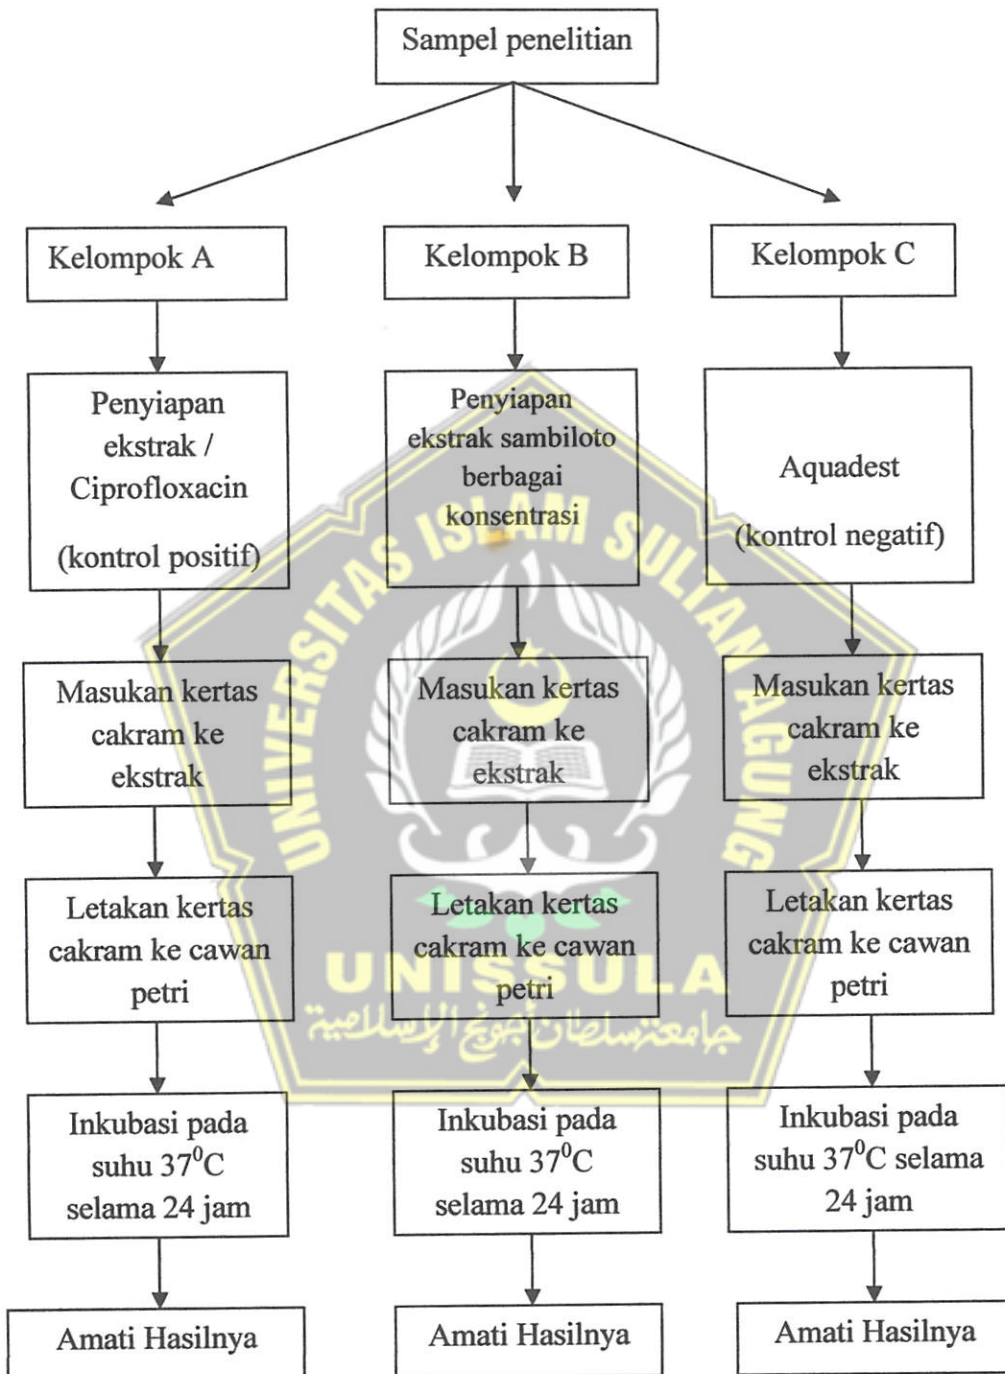 Sampel penelitian
Kelompok A
Kelompok B
Kelompok C
Penyiapan
ekstrak /
Ciprofloxacin
(kontrol positif)
Penyiapan
ekstrak sambiloto
berbagai
konsentrasi
Aquadest
(kontrol negatif)
Masukan kertas
cakram ke
ekstrak
Masukan kertas
cakram ke
ekstrak
Masukan kertas
cakram ke
ekstrak
Letakan kertas
cakram ke cawan
petri
Letakan kertas
cakram ke cawan
petri
Letakan kertas
cakram ke cawan
petri
Inkubasi pada
suhu 37⁰C
selama 24 jam
Inkubasi pada
suhu 37⁰C
selama 24 jam
Inkubasi pada
suhu 37⁰C selama
24 jam
Amati Hasilnya
Amati Hasilnya
Amati Hasilnya
UNIVERSITAS ISLAM SULTAN AGUNG
UNISSULA
جامعة سلطان أجونج الإسلامية